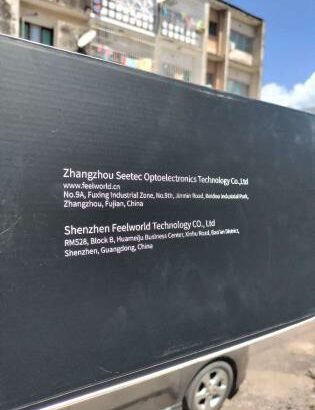 Zhangzhou Seetec Optoelectronics Technology Co.,Ltd
www.feelworld.cn
No.9A, Fuxing Industrial Zone, No.9th, Jinmin Road, Beidou Industrial Park,
Zhangzhou, Fujian, China
Shenzhen Feelworld Technology CO., Ltd
RM528, Block B, Huameiju Business Center, Xinhu Road, Bao'an District,
Shenzhen, Guangdong, China